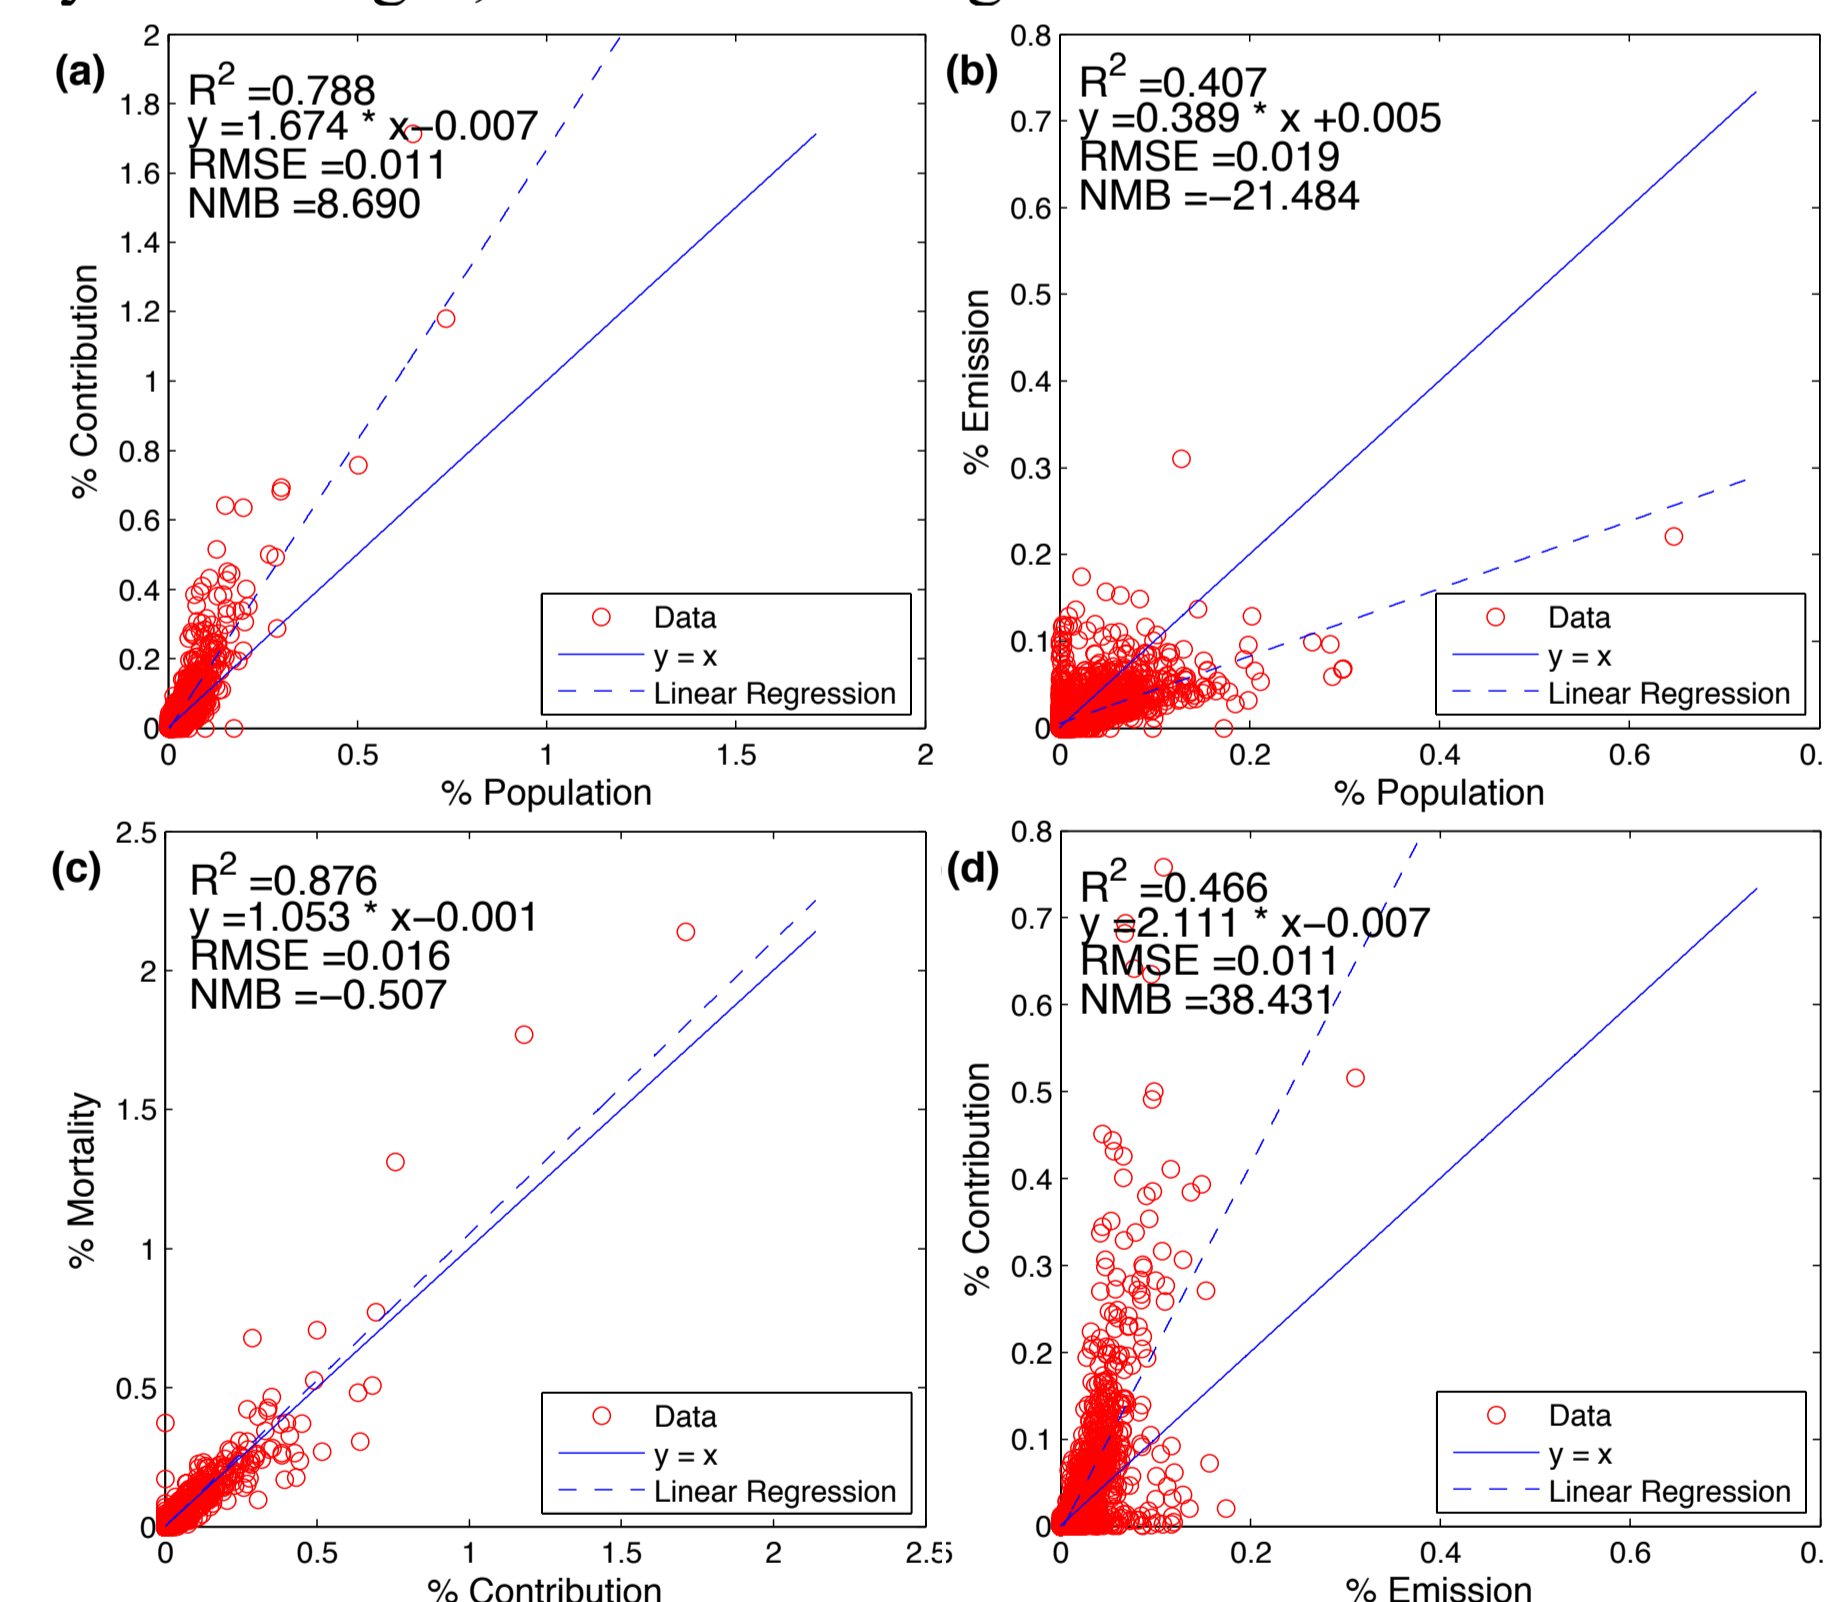 (a)
R2 =0.788
y =1.674 * x−0.007
RMSE =0.011
NMB =8.690
2
1.8
1.6
1.4
1.2
1
0.8
0.6
0.4
0.2
0
% Contribution
Data
y = x
Linear Regression
0 0.5 1 1.5 2
% Population
(b)
R2 =0.407
y =0.389 * x +0.005
RMSE =0.019
NMB =−21.484
0.8
0.7
0.6
0.5
0.4
0.3
0.2
0.1
0
% Emission
Data
y = x
Linear Regression
0 0.2 0.4 0.6 0.
% Population
(c)
R2 =0.876
y =1.053 * x−0.001
RMSE =0.016
NMB =−0.507
2.5
2
1.5
1
0.5
0
% Mortality
Data
y = x
Linear Regression
0 0.5 1 1.5 2 2.5
% Contribution
(d)
R2 =0.466
y =2.111 * x−0.007
RMSE =0.011
NMB =38.431
0.8
0.7
0.6
0.5
0.4
0.3
0.2
0.1
0
% Contribution
Data
y = x
Linear Regression
0 0.2 0.4 0.6 0.
% Emission